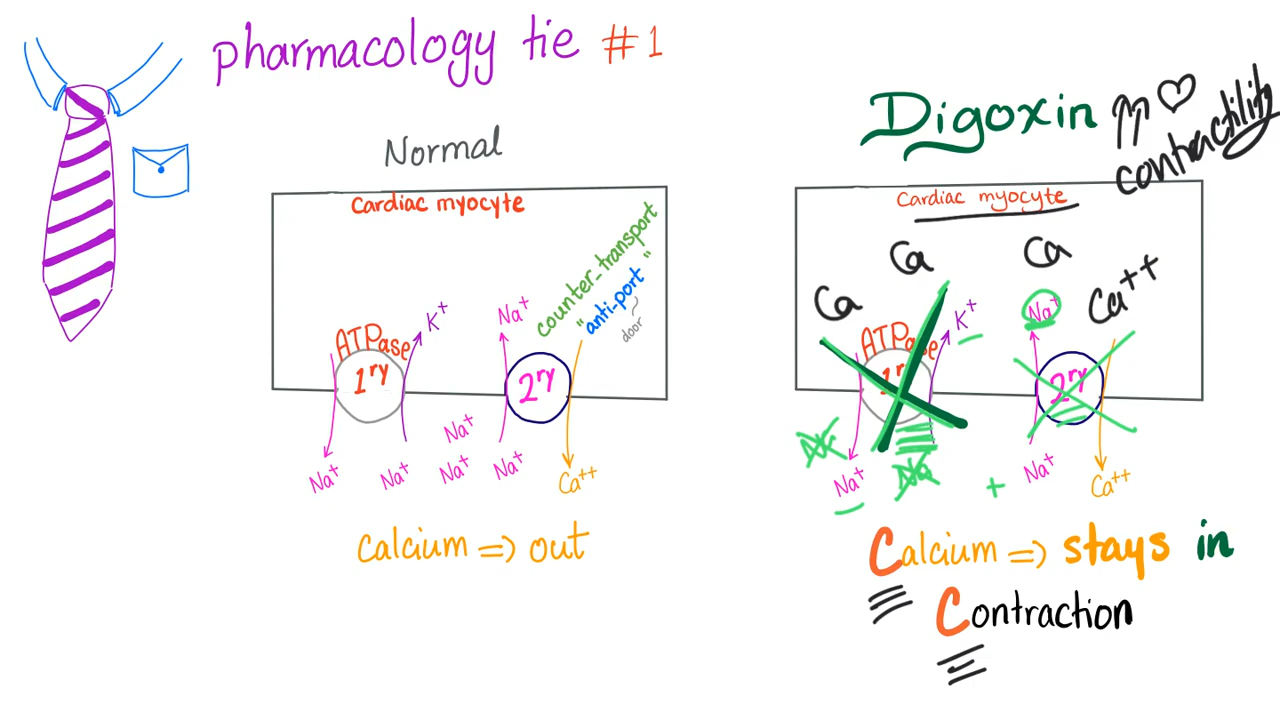 pharmacology tie #1
Normal
Cardiac myocyte
counter-transport
"anti-port"
door
ATPase
1ry
K+
Na+
2ry
Na+
Na+
Na+
Na+
Na+
Ca++
Calcium => out
Digoxin ↑↑ ♡
contractility
Cardiac myocyte
Ca
Ca
Ca
Ca++
ATPase
1ry
K+
Na+
2ry
Na+
+
Na+
Ca++
Calcium => stays in
Contraction